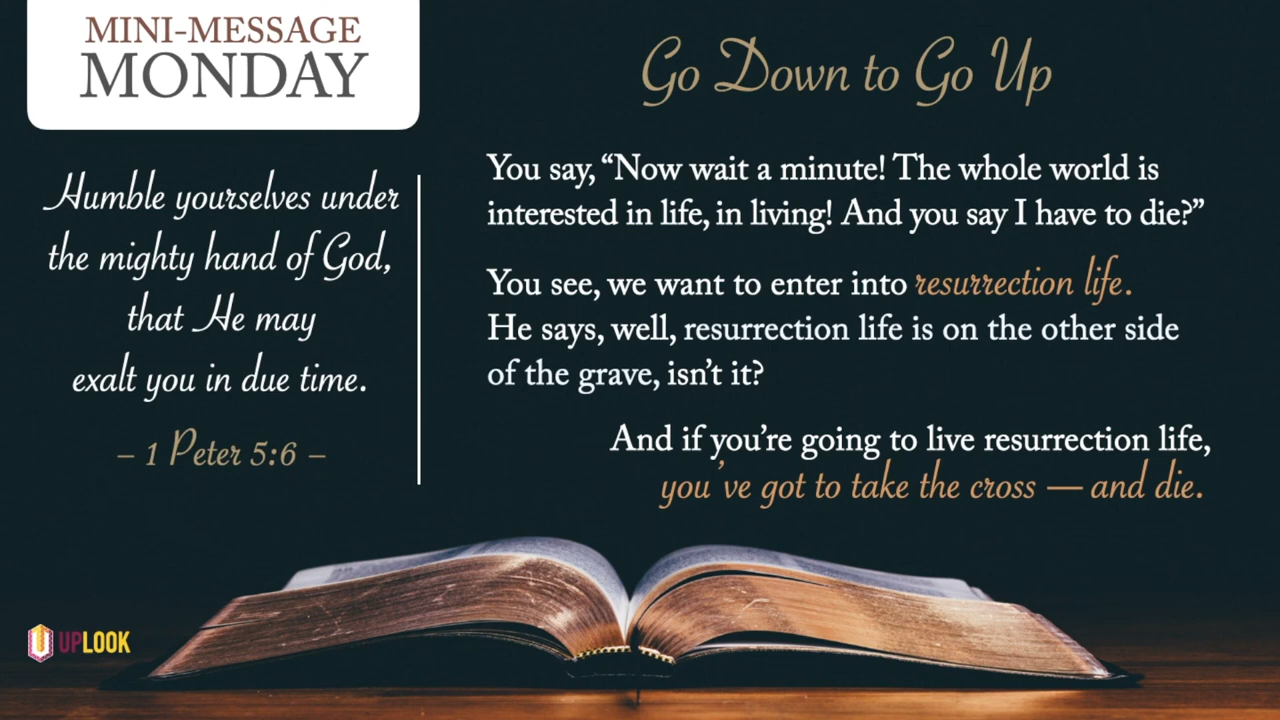 MINI-MESSAGE
MONDAY
Humble yourselves under
the mighty hand of God,
that He may
exalt you in due time.
– 1 Peter 5:6 –
Go Down to Go Up
You say, “Now wait a minute! The whole world is
interested in life, in living! And you say I have to die?”
You see, we want to enter into resurrection life.
He says, well, resurrection life is on the other side
of the grave, isn’t it?
And if you’re going to live resurrection life,
you’ve got to take the cross — and die.
UPLOOK